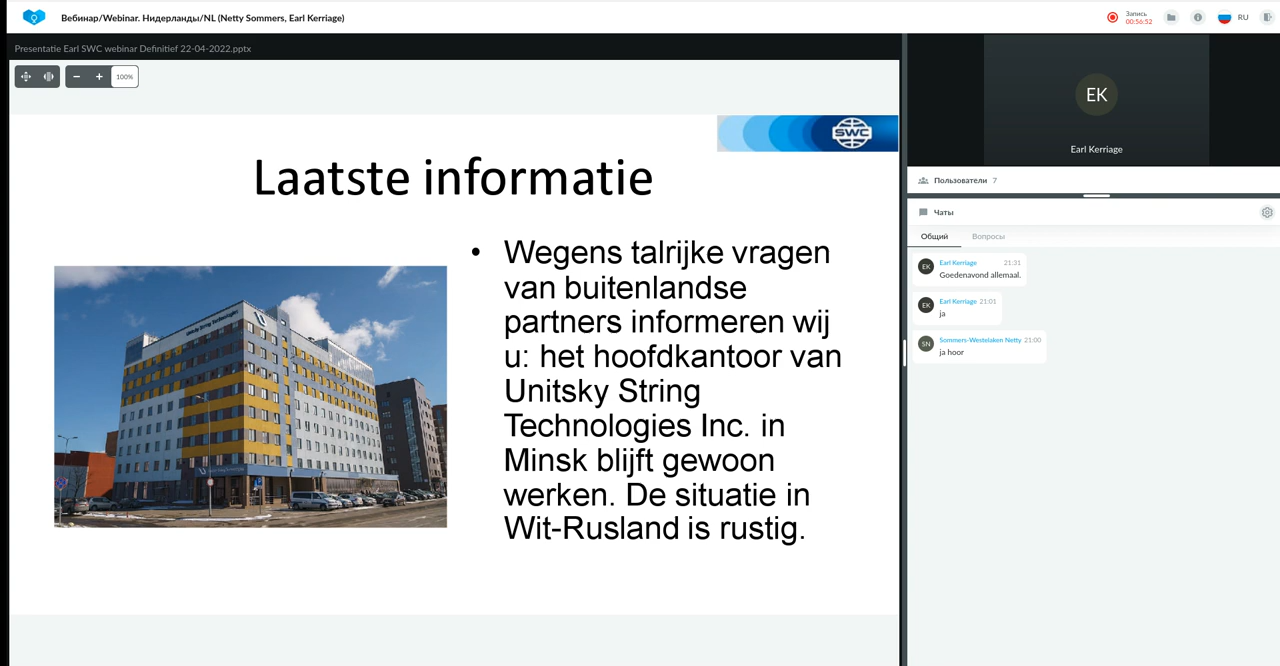 Вебинар/Webinar. Нидерланды/NL (Netty Sommers, Earl Kerriage)
Запись
00:56:52
RU
Presentatie Earl SWC webinar Definitief 22-04-2022.pptx
100%
SWC
Laatste informatie
• Wegens talrijke vragen
van buitenlandse
partners informeren wij
u: het hoofdkantoor van
Unitsky String
Technologies Inc. in
Minsk blijft gewoon
werken. De situatie in
Wit-Rusland is rustig.
Unitsky String Technologies
EK
Earl Kerriage
Пользователи 7
Чаты
Общий Вопросы
EK
Earl Kerriage 21:31
Goedenavond allemaal.
EK
Earl Kerriage 21:01
ja
SN
Sommers-Westelaken Netty 21:00
ja hoor